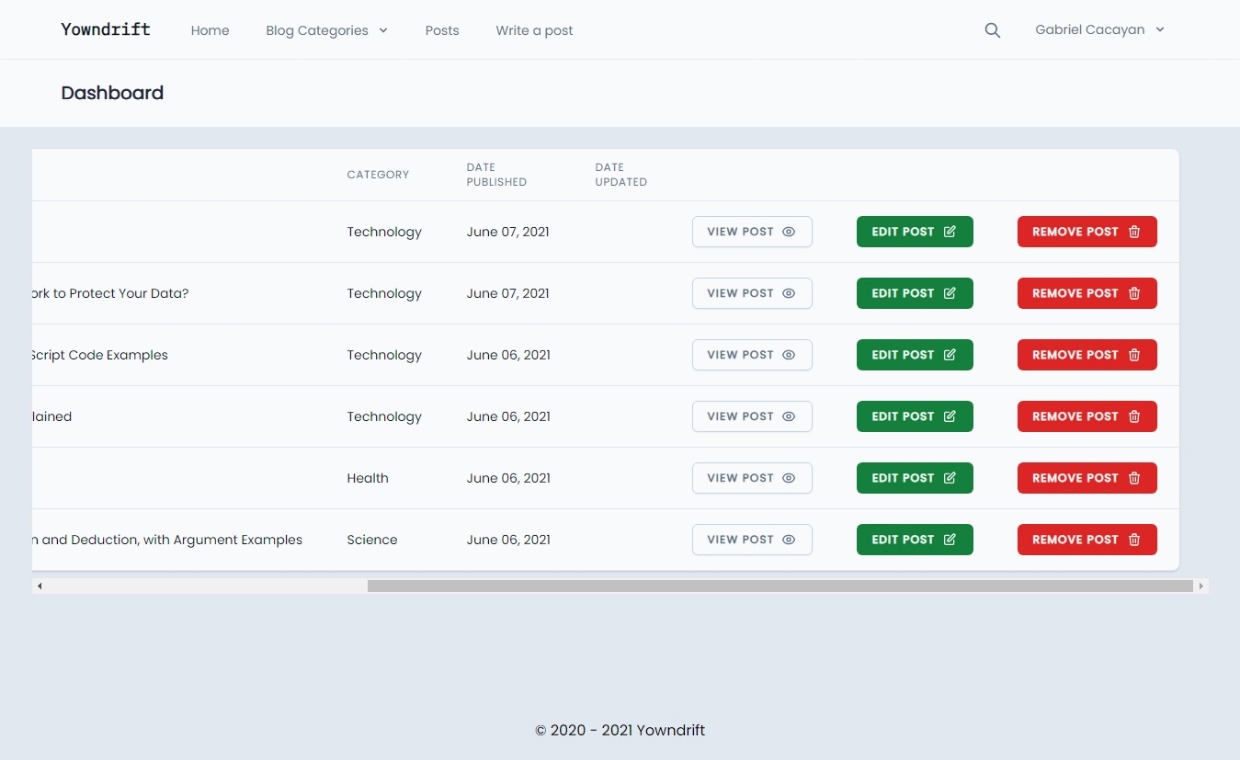 Yowndrift Home Blog Categories Posts Write a post Gabriel Cacayan
Dashboard
CATEGORY DATE PUBLISHED DATE UPDATED
Technology June 07, 2021 VIEW POST EDIT POST REMOVE POST
to Protect Your Data? Technology June 07, 2021 VIEW POST EDIT POST REMOVE POST
Script Code Examples Technology June 06, 2021 VIEW POST EDIT POST REMOVE POST
lained Technology June 06, 2021 VIEW POST EDIT POST REMOVE POST
Health June 06, 2021 VIEW POST EDIT POST REMOVE POST
n and Deduction, with Argument Examples Science June 06, 2021 VIEW POST EDIT POST REMOVE POST
© 2020 - 2021 Yowndrift